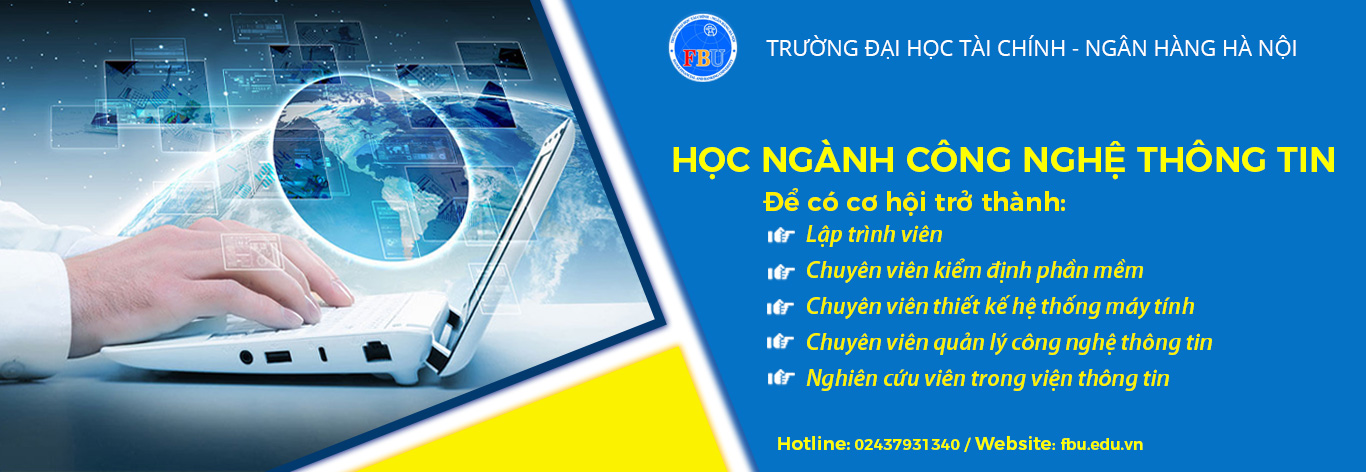 FBU
TRƯỜNG ĐẠI HỌC TÀI CHÍNH - NGÂN HÀNG HÀ NỘI
HỌC NGÀNH CÔNG NGHỆ THÔNG TIN
Để có cơ hội trở thành:
Lập trình viên
Chuyên viên kiểm định phần mềm
Chuyên viên thiết kế hệ thống máy tính
Chuyên viên quản lý công nghệ thông tin
Nghiên cứu viên trong viện thông tin
Hotline: 02437931340 / Website: fbu.edu.vn